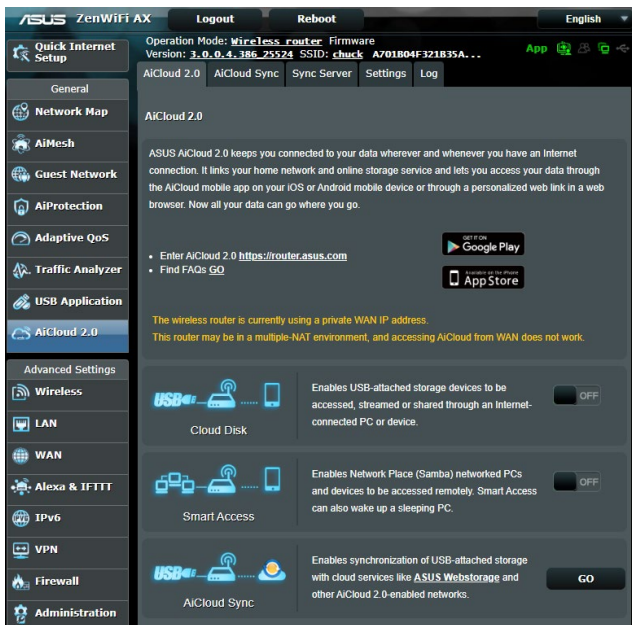 ASUS ZenWiFi AX Logout Reboot English
Quick Internet Setup
Operation Mode: Wireless router Firmware
Version: 3.0.0.4.386_25524 SSID: chuck A701B04F321B35A...
App
AiCloud 2.0 AiCloud Sync Sync Server Settings Log
General
Network Map
AiMesh
Guest Network
AiProtection
Adaptive QoS
Traffic Analyzer
USB Application
AiCloud 2.0
Advanced Settings
Wireless
LAN
WAN
Alexa & IFTTT
IPv6
VPN
Firewall
Administration
AiCloud 2.0
ASUS AiCloud 2.0 keeps you connected to your data wherever and whenever you have an Internet
connection. It links your home network and online storage service and lets you access your data through
the AiCloud mobile app on your iOS or Android mobile device or through a personalized web link in a web
browser. Now all your data can go where you go.
• Enter AiCloud 2.0 https://router.asus.com
• Find FAQs GO
GET IT ON
Google Play
Available on the iPhone
App Store
The wireless router is currently using a private WAN IP address.
This router may be in a multiple-NAT environment, and accessing AiCloud from WAN does not work.
USB
Cloud Disk
Enables USB-attached storage devices to be
accessed, streamed or shared through an Internet-
connected PC or device.
OFF
Smart Access
Enables Network Place (Samba) networked PCs
and devices to be accessed remotely. Smart Access
can also wake up a sleeping PC.
OFF
USB
AiCloud Sync
Enables synchronization of USB-attached storage
with cloud services like ASUS Webstorage and
other AiCloud 2.0-enabled networks.
GO